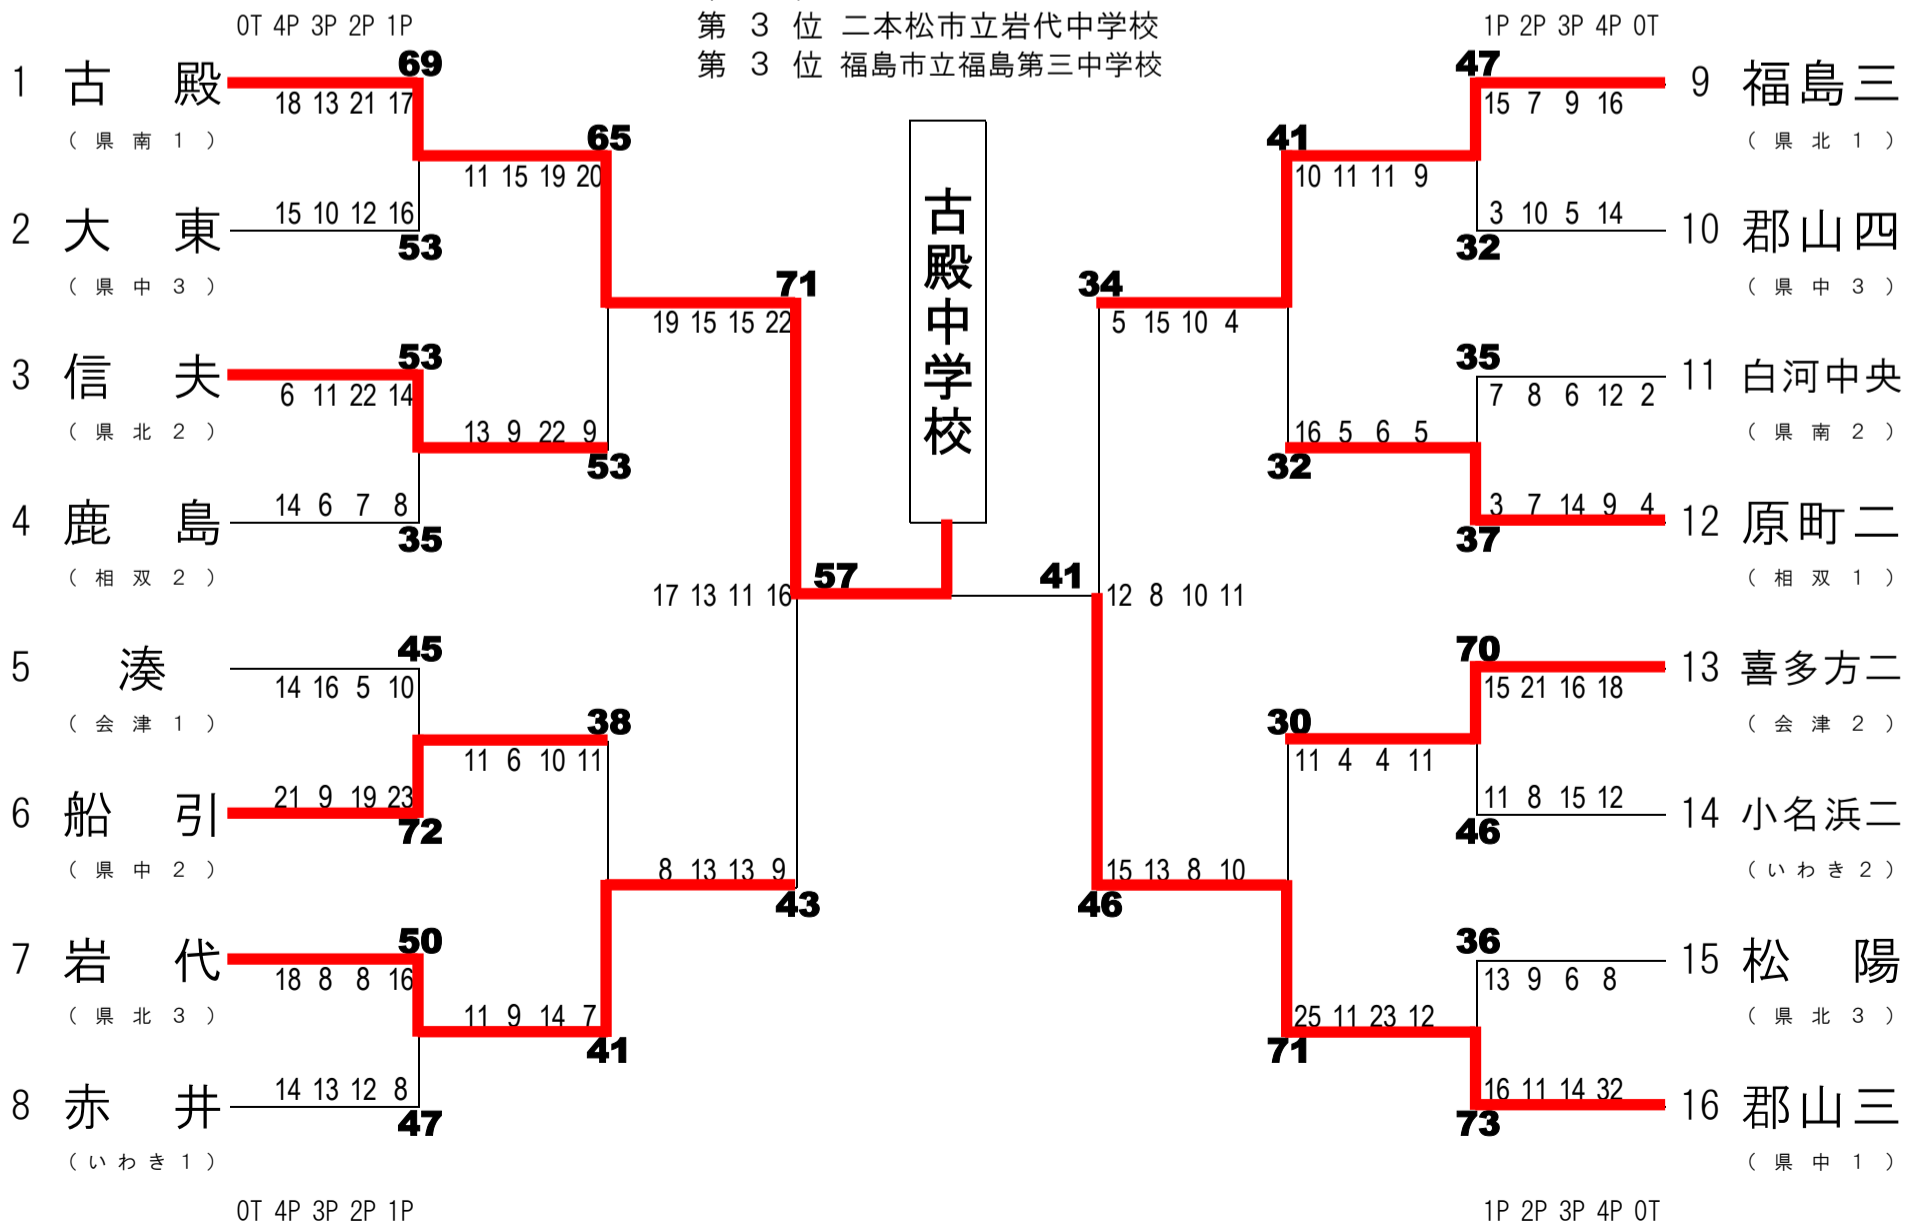 第 3 位 二本松市立岩代中学校
第 3 位 福島市立福島第三中学校
0T 4P 3P 2P 1P
1P 2P 3P 4P 0T
69
1 古 殿
18 13 21 17
(県南1)
2 大 東
15 10 12 16
53
(県中3)
65
11 15 19 20
3 信 夫
53
6 11 22 14
(県北2)
13 9 22 9
53
4 鹿 島
14 6 7 8
35
(相双2)
71
19 15 15 22
5 湊
45
14 16 5 10
(会津1)
38
11 6 10 11
6 船 引
21 9 19 23
72
(県中2)
8 13 13 9
43
7 岩 代
50
18 8 8 16
(県北3)
11 9 14 7
41
8 赤 井
14 13 12 8
47
(いわき1)
17 13 11 16
57
古殿中学校
41
12 8 10 11
47
15 7 9 16
9 福島三
(県北1)
41
10 11 11 9
3 10 5 14
32
10 郡山四
(県中3)
34
5 15 10 4
35
7 8 6 12 2
11 白河中央
(県南2)
16 5 6 5
32
3 7 14 9 4
37
12 原町二
(相双1)
70
15 21 16 18
13 喜多方二
(会津2)
30
11 4 4 11
11 8 15 12
46
14 小名浜二
(いわき2)
15 13 8 10
46
36
13 9 6 8
15 松 陽
(県北3)
25 11 23 12
71
16 11 14 32
73
16 郡山三
(県中1)
0T 4P 3P 2P 1P
1P 2P 3P 4P 0T